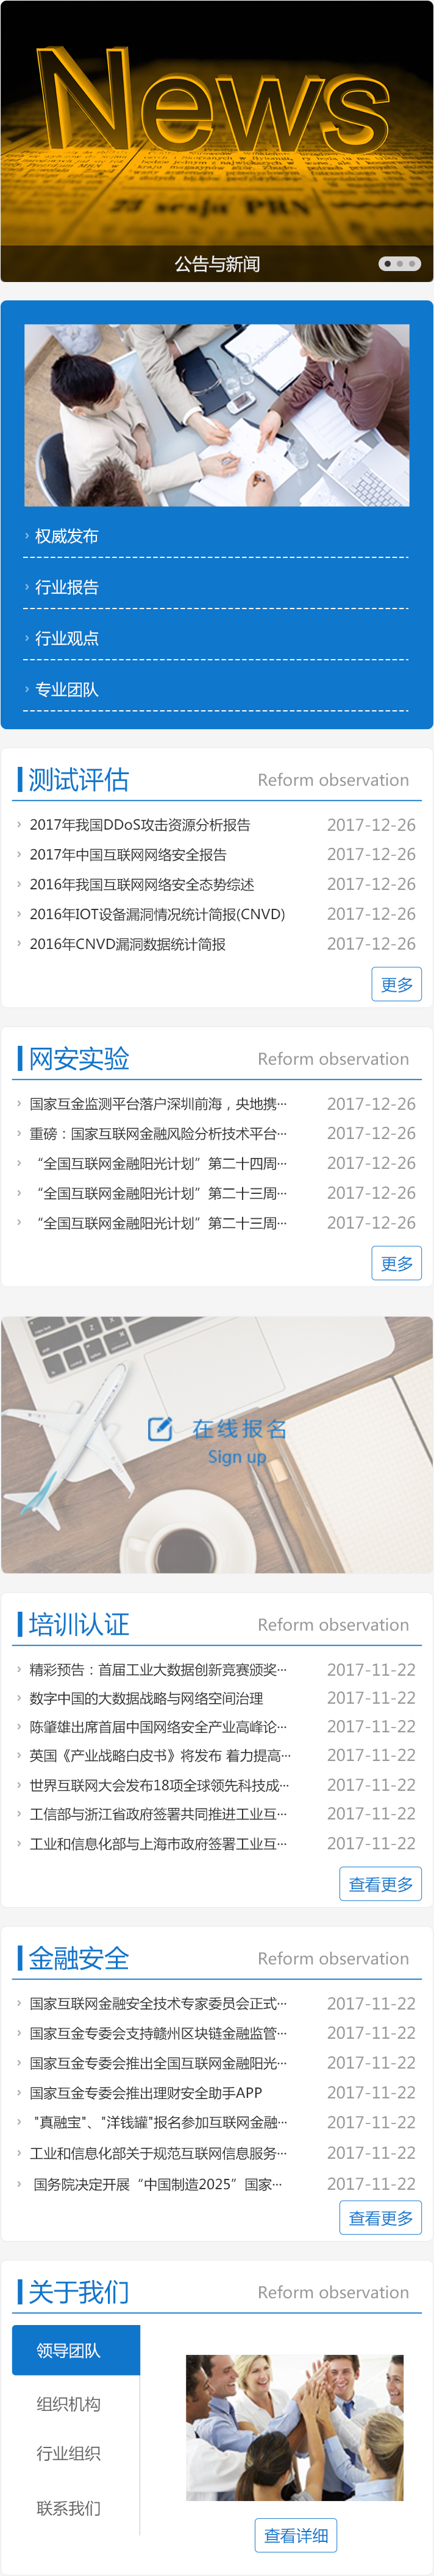 News
公告与新闻
权威发布
行业报告
行业观点
专业团队
测试评估 Reform observation
2017年我国DDoS攻击资源分析报告 2017-12-26
2017年中国互联网网络安全报告 2017-12-26
2016年我国互联网网络安全态势综述 2017-12-26
2016年IOT设备漏洞情况统计简报(CNVD) 2017-12-26
2016年CNVD漏洞数据统计简报 2017-12-26
更多
网安实验 Reform observation
国家互金监测平台落户深圳前海，央地携··· 2017-12-26
重磅：国家互联网金融风险分析技术平台··· 2017-12-26
“全国互联网金融阳光计划”第二十四周··· 2017-12-26
“全国互联网金融阳光计划”第二十三周··· 2017-12-26
“全国互联网金融阳光计划”第二十三周··· 2017-12-26
更多
在线报名
Sign up
培训认证 Reform observation
精彩预告：首届工业大数据创新竞赛颁奖··· 2017-11-22
数字中国的大数据战略与网络空间治理 2017-11-22
陈肇雄出席首届中国网络安全产业高峰论··· 2017-11-22
英国《产业战略白皮书》将发布 着力提高··· 2017-11-22
世界互联网大会发布18项全球领先科技成··· 2017-11-22
工信部与浙江省政府签署共同推进工业互··· 2017-11-22
工业和信息化部与上海市政府签署工业互··· 2017-11-22
查看更多
金融安全 Reform observation
国家互联网金融安全技术专家委员会正式··· 2017-11-22
国家互金专委会支持赣州区块链金融监管··· 2017-11-22
国家互金专委会推出全国互联网金融阳光··· 2017-11-22
国家互金专委会推出理财安全助手APP 2017-11-22
"真融宝"、"洋钱罐"报名参加互联网金融··· 2017-11-22
工业和信息化部关于规范互联网信息服务··· 2017-11-22
国务院决定开展“中国制造2025”国家··· 2017-11-22
查看更多
关于我们 Reform observation
领导团队
组织机构
行业组织
联系我们
查看详细